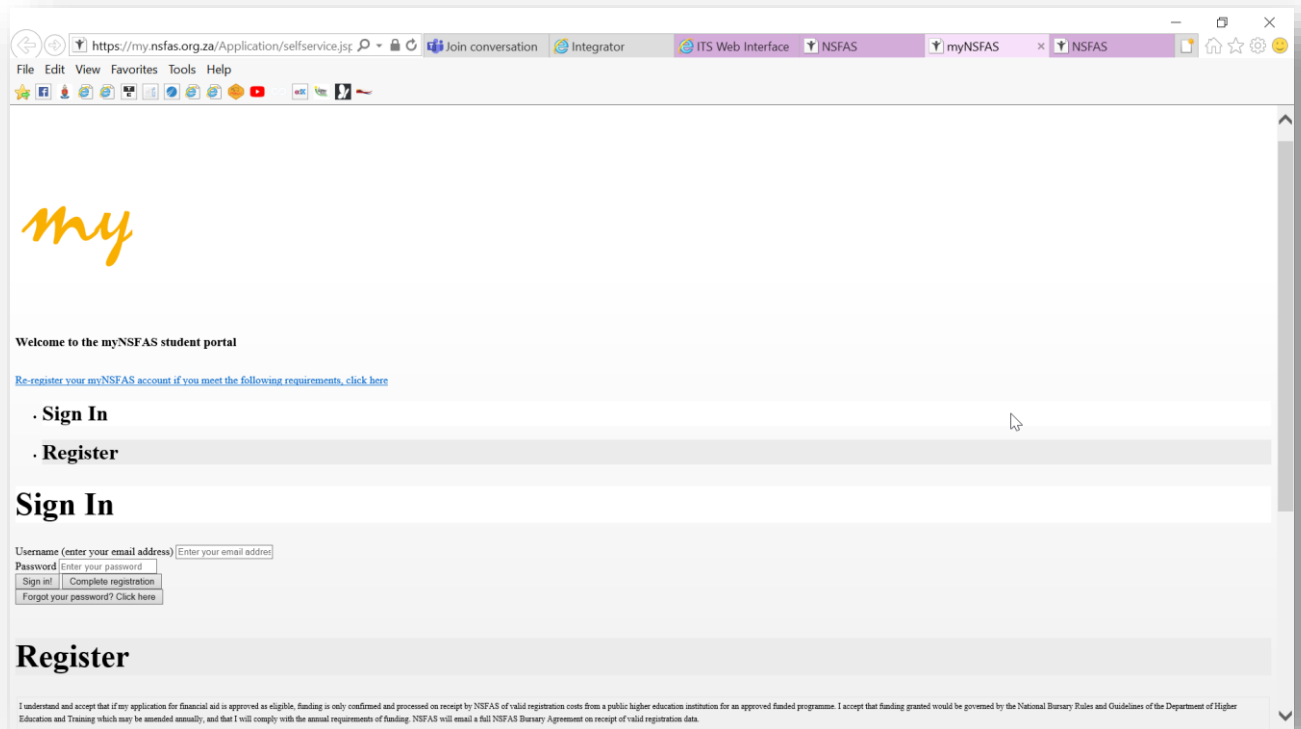 https://my.nsfas.org.za/Application/selfservice.jsp
Join conversation
Integrator
ITS Web Interface
NSFAS
myNSFAS
NSFAS
File Edit View Favorites Tools Help
my
Welcome to the myNSFAS student portal
Re-register your myNSFAS account if you meet the following requirements, click here
Sign In
Register
Sign In
Username (enter your email address) Enter your email addres
Password Enter your password
Sign in! Complete registration
Forgot your password? Click here
Register
I understand and accept that if my application for financial aid is approved as eligible, funding is only confirmed and processed on receipt by NSFAS of valid registration costs from a public higher education institution for an approved funded programme. I accept that funding granted would be governed by the National Bursary Rules and Guidelines of the Department of Higher
Education and Training which may be amended annually, and that I will comply with the annual requirements of funding. NSFAS will email a full NSFAS Bursary Agreement on receipt of valid registration data.